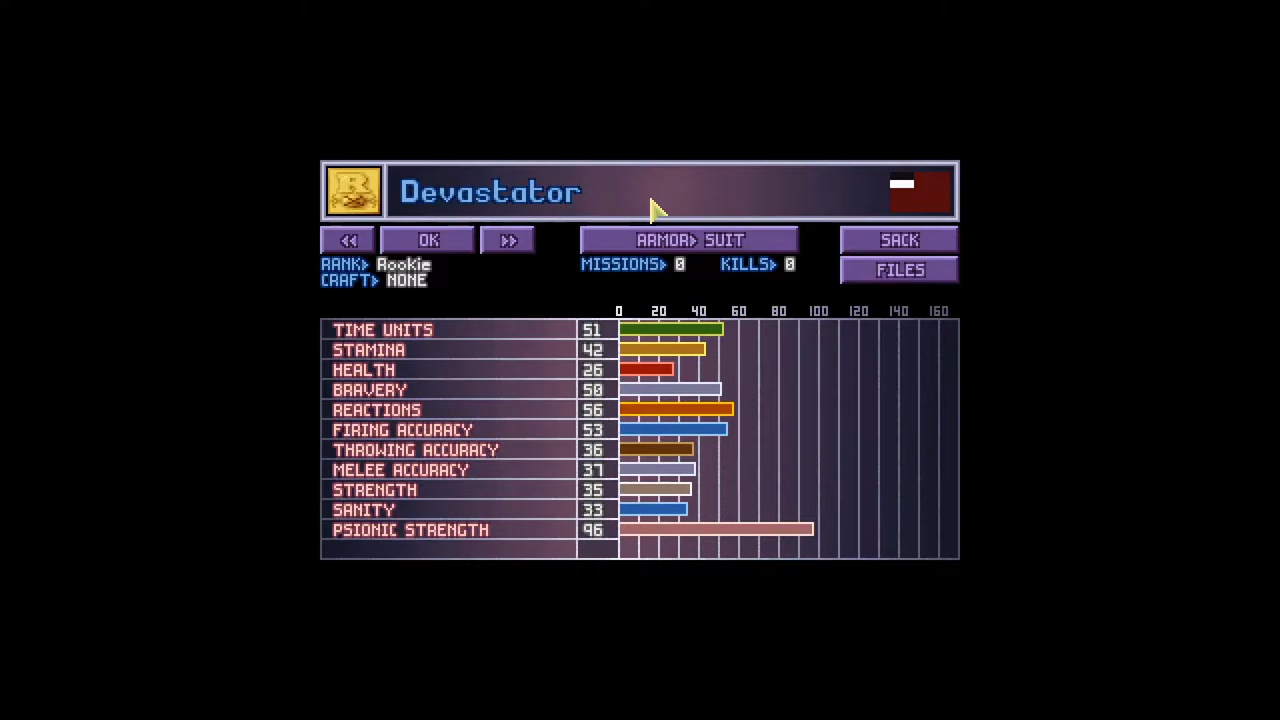 R
Devastator
OK
ARMOR> SUIT
SACK
RANK> Rookie
MISSIONS> 0
KILLS> 0
FILES
CRAFT> NONE
0 20 40 60 80 100 120 140 160
TIME UNITS 51
STAMINA 42
HEALTH 26
BRAVERY 50
REACTIONS 56
FIRING ACCURACY 53
THROWING ACCURACY 36
MELEE ACCURACY 37
STRENGTH 35
SANITY 33
PSIONIC STRENGTH 96